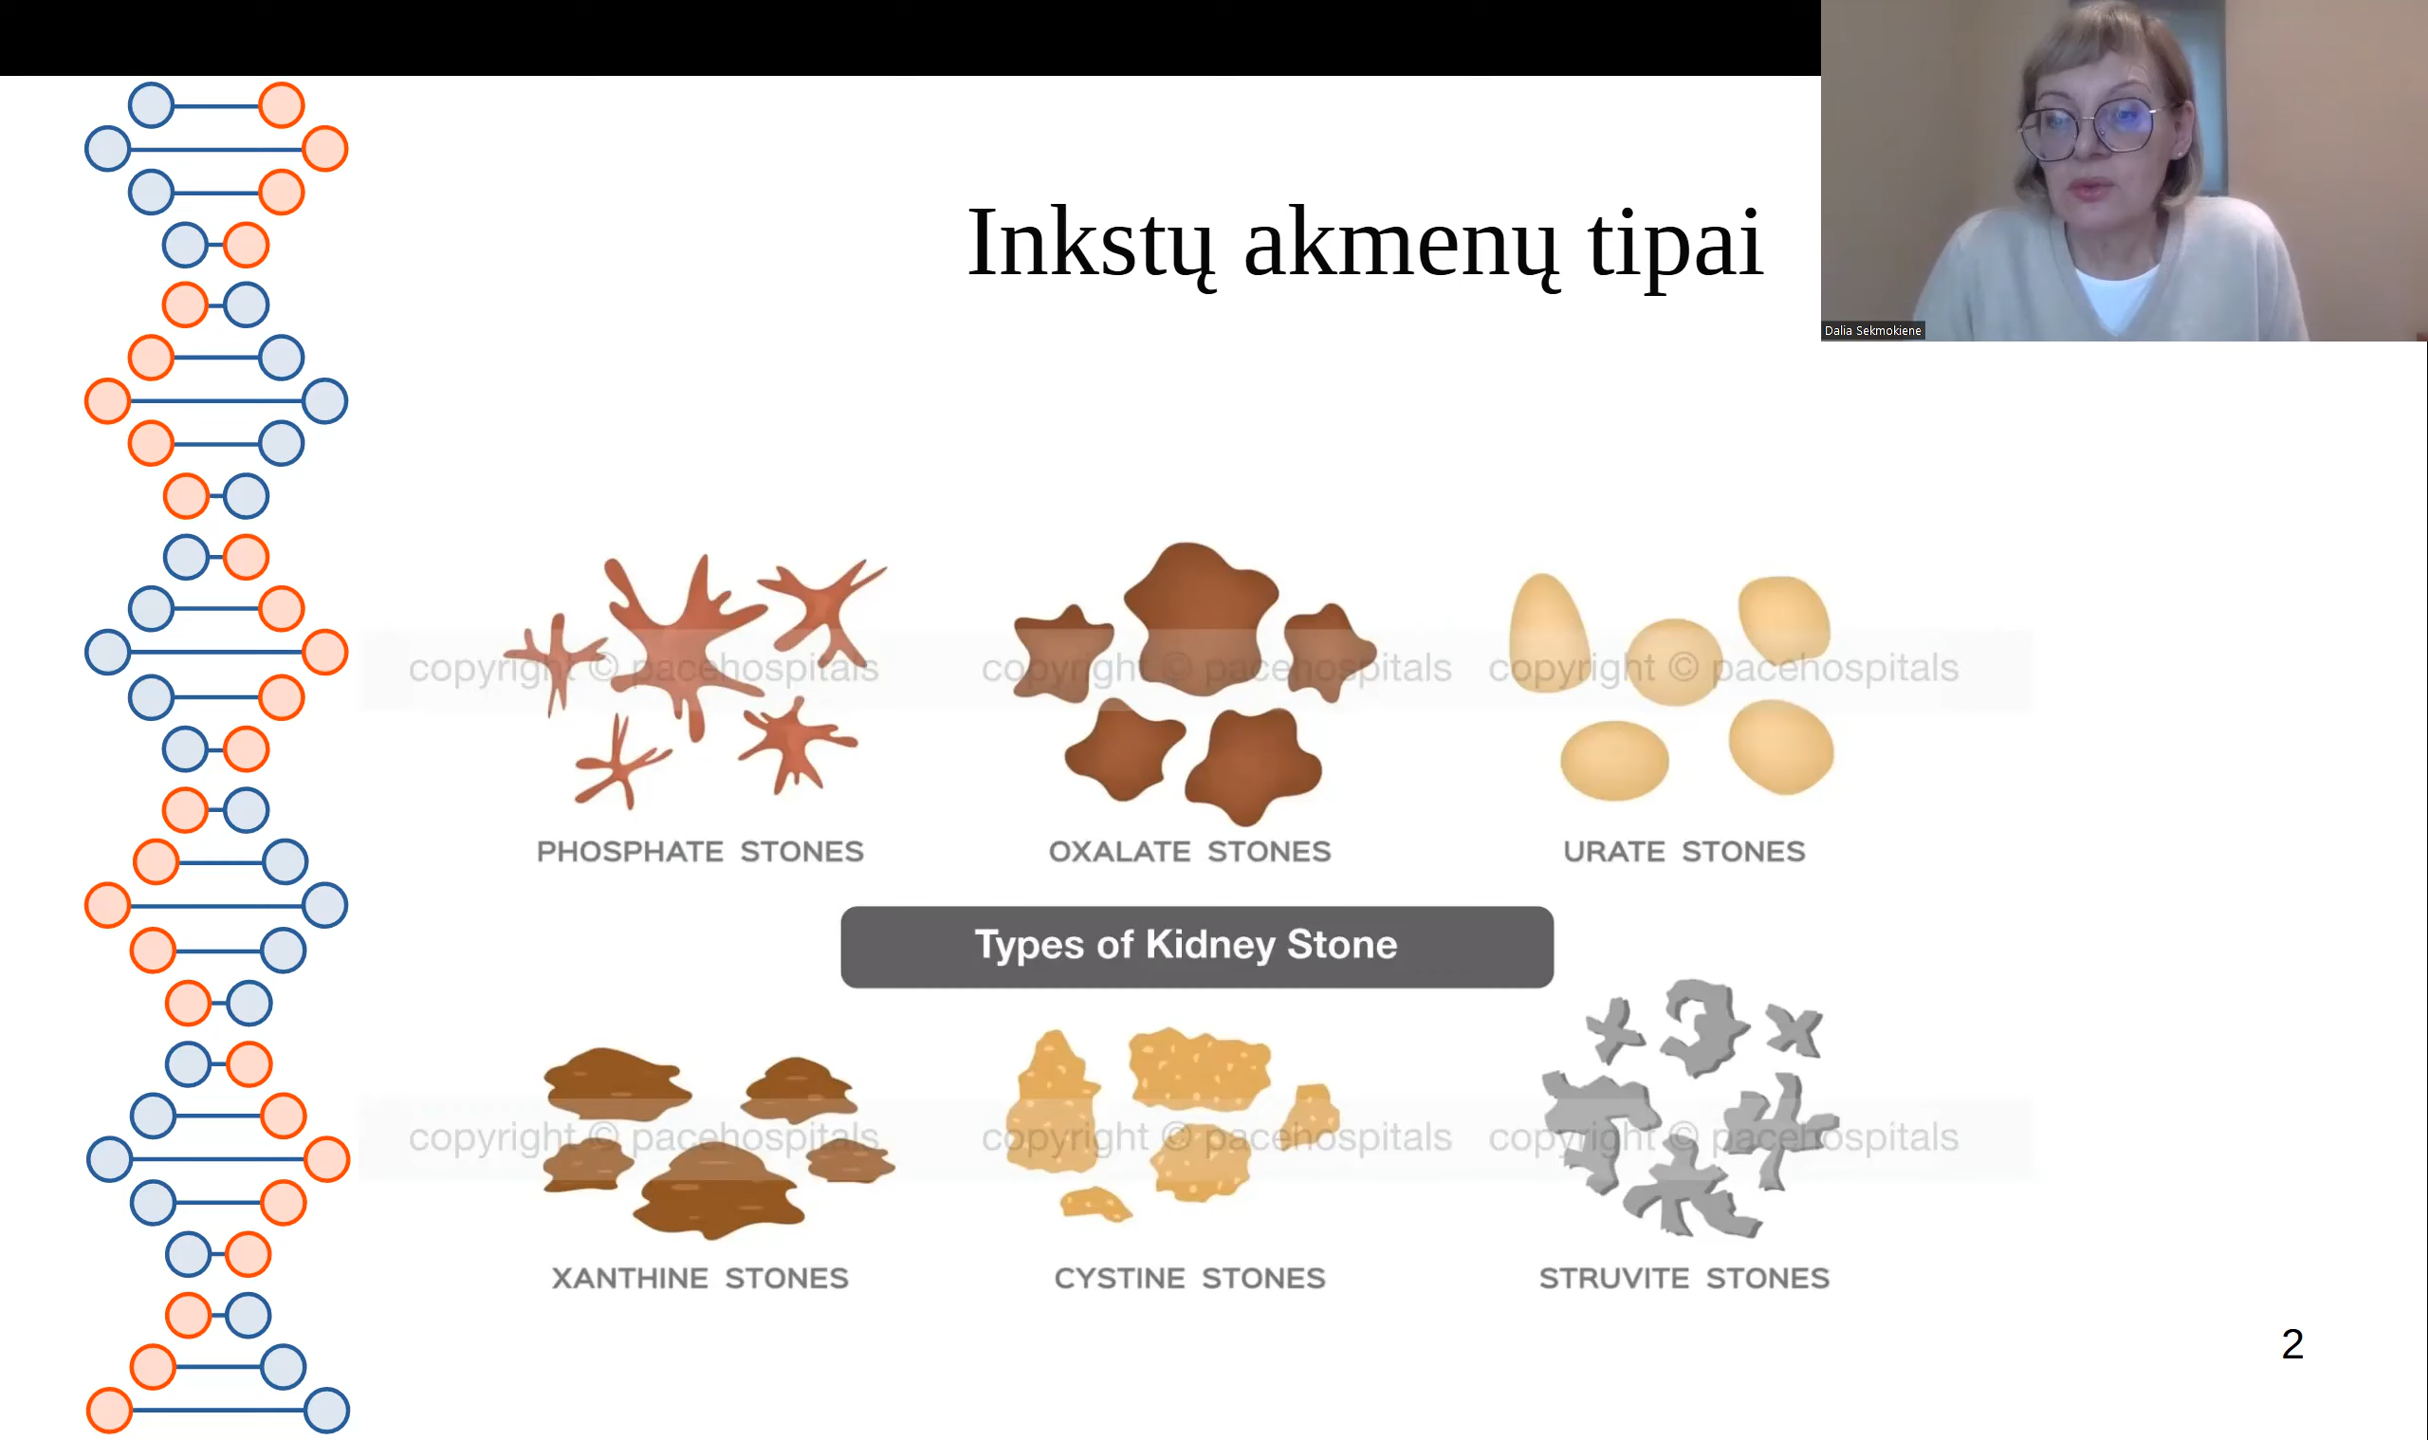 Inkstų akmenų tipai
Dalia Sekmokiene
copyright © pacehospitals copyright © pacehospitals copyright © pacehospitals
PHOSPHATE STONES OXALATE STONES URATE STONES
Types of Kidney Stone
copyright © pacehospitals copyright © pacehospitals copyright © pacehospitals
XANTHINE STONES CYSTINE STONES STRUVITE STONES
2